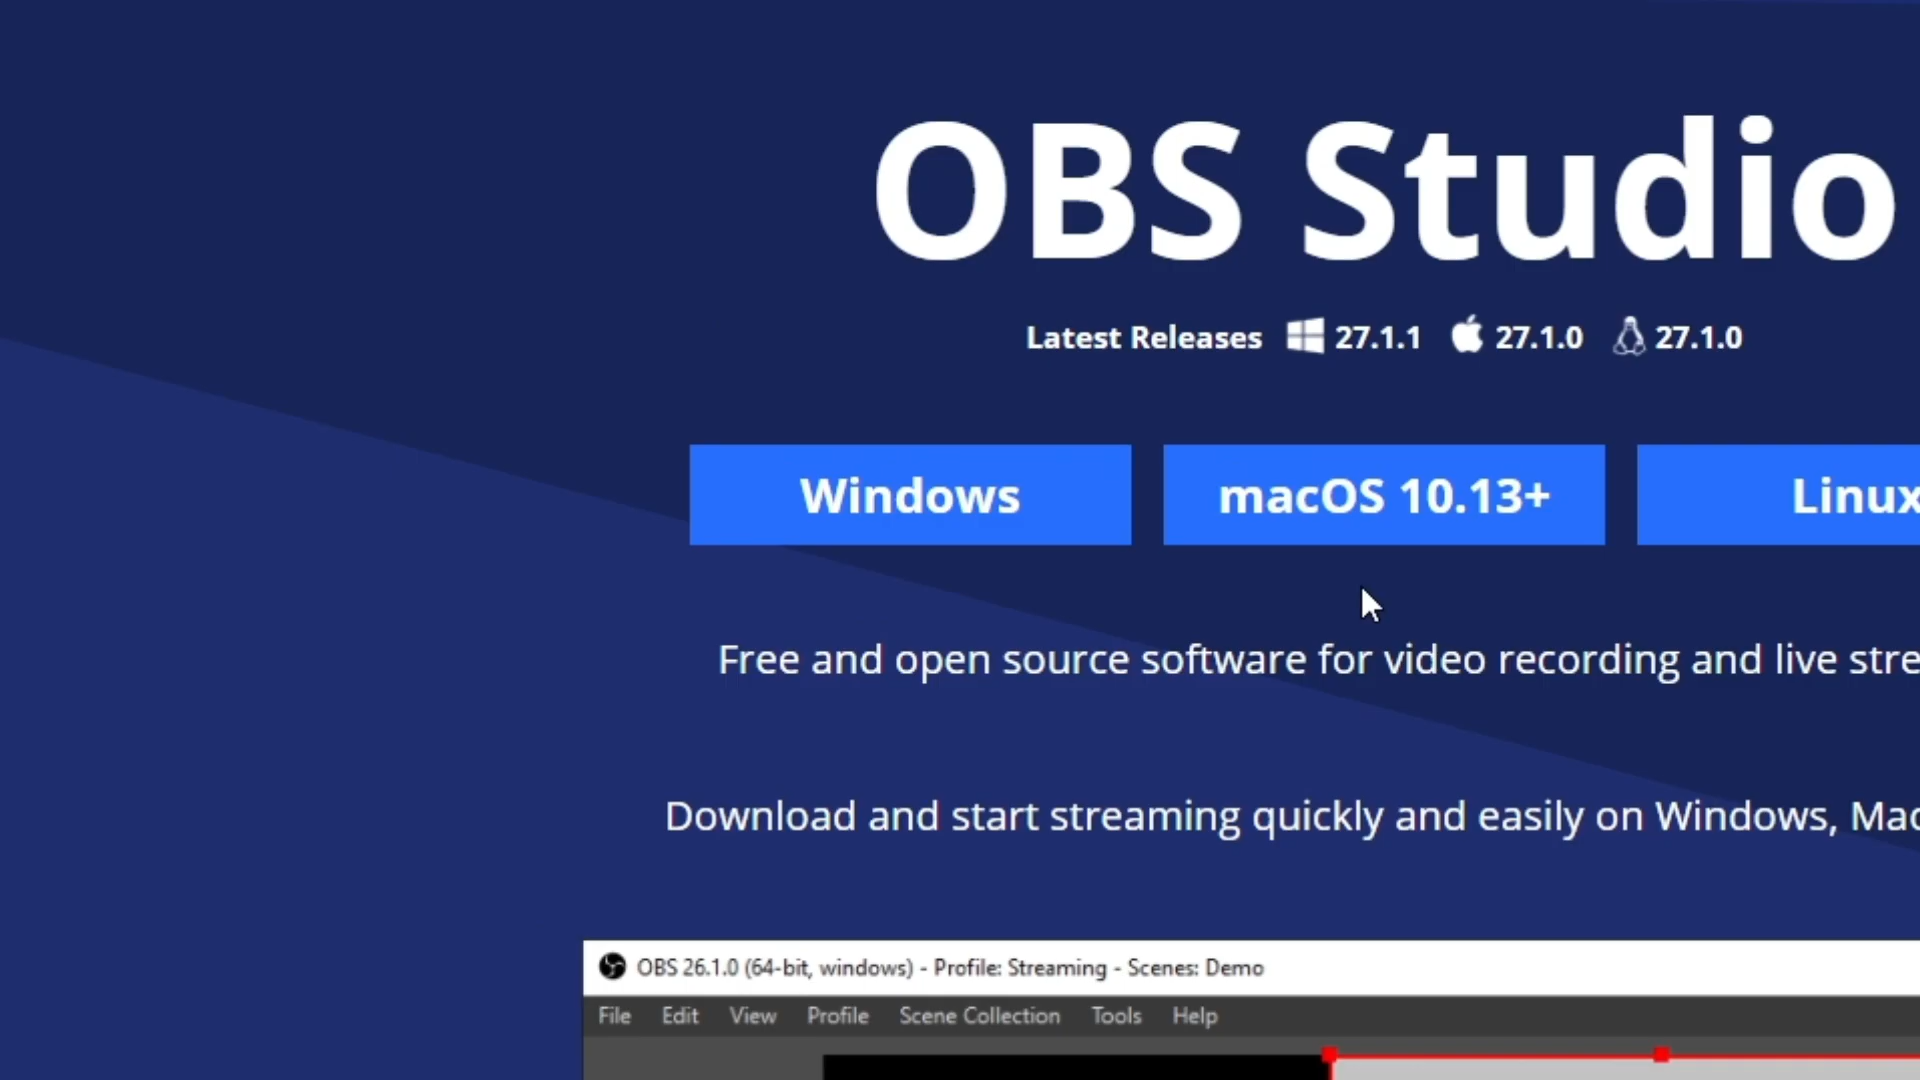 OBS Studio
Latest Releases 27.1.1 27.1.0 27.1.0
Windows macOS 10.13+ Linux
Free and open source software for video recording and live stre
Download and start streaming quickly and easily on Windows, Mac
OBS 26.1.0 (64-bit, windows) - Profile: Streaming - Scenes: Demo
File Edit View Profile Scene Collection Tools Help